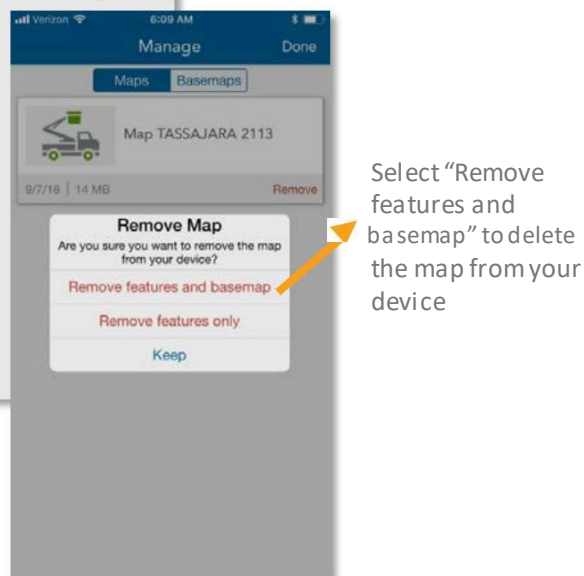 Verizon 6:09 AM
Manage Done
Maps Basemaps
Map TASSAJARA 2113
9/7/18 | 14 MB Remove
Remove Map
Are you sure you want to remove the map
from your device?
Remove features and basemap
Remove features only
Keep
Select “Remove
features and
basemap” to delete
the map from your
device